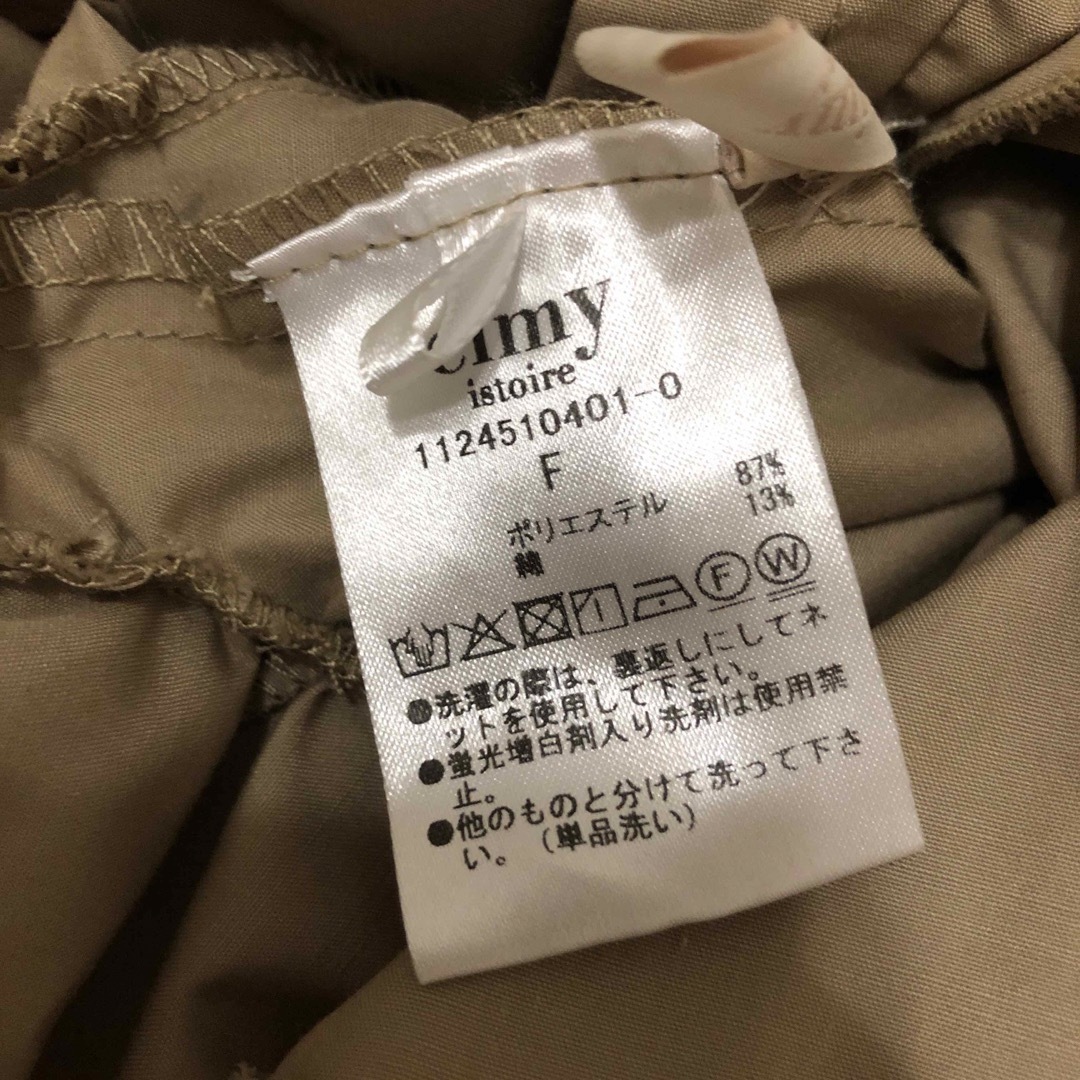 eimy
istoire
1124510401-0
F
ポリエステル 87%
綿 13%
F W
●洗濯の際は、裏返しにしてネ
ットを使用して下さい。
●蛍光増白剤入り洗剤は使用禁
止。
●他のものと分けて洗って下さ
い。(単品洗い)